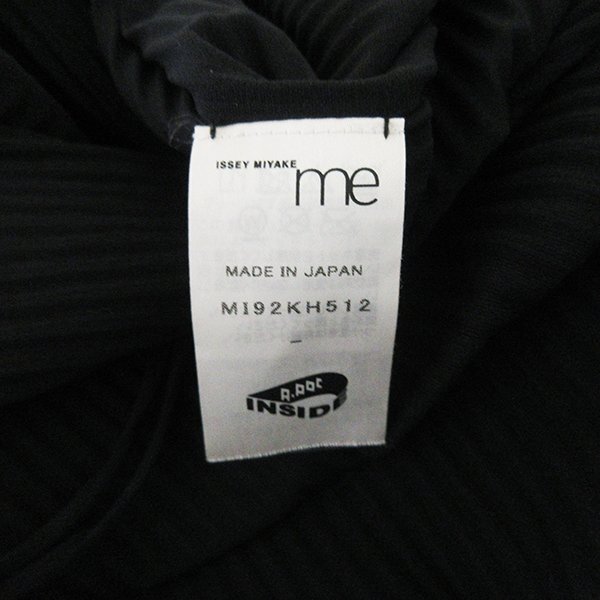 ISSEY MIYAKE
me
MADE IN JAPAN
MI92KH512
–
A.POC
INSIDE